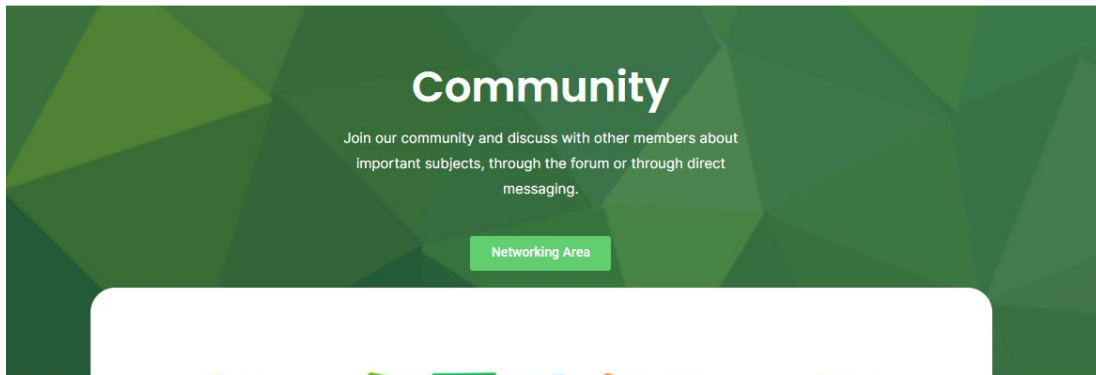 Community
Join our community and discuss with other members about
important subjects, through the forum or through direct
messaging.
Networking Area